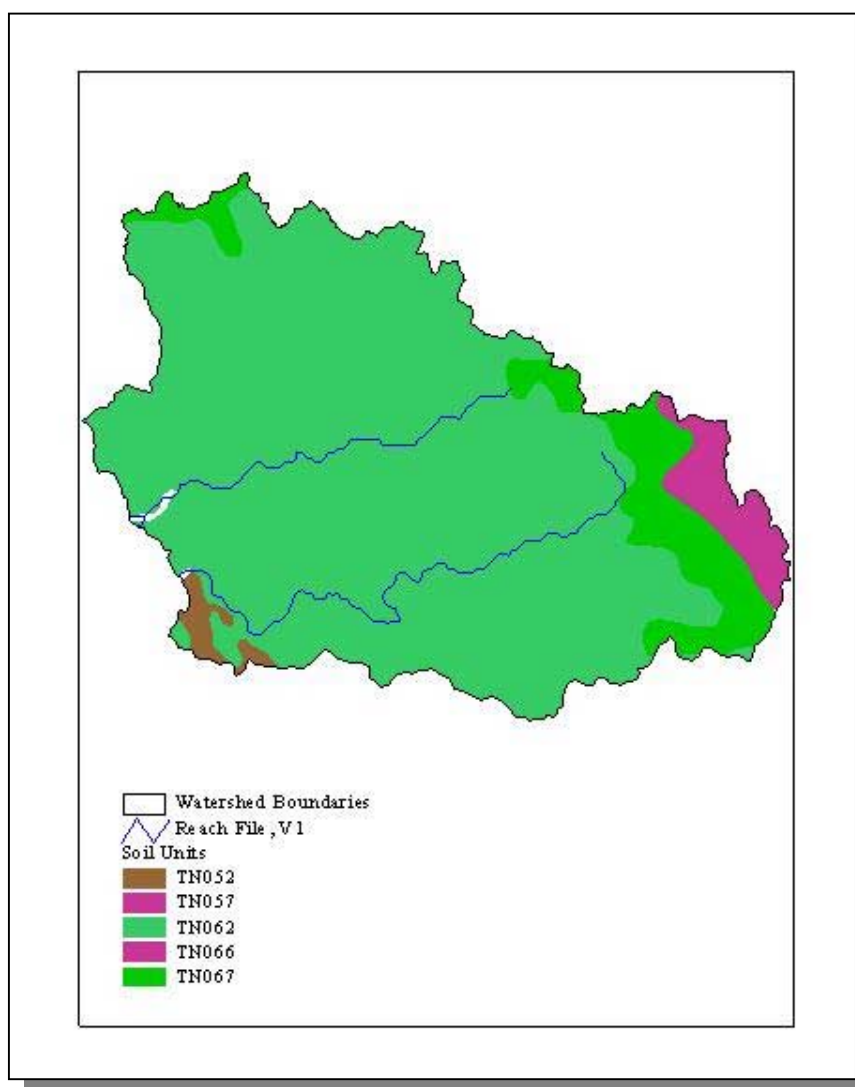 Watershed Boundaries
Reach File, V1
Soil Units
TN052
TN057
TN062
TN066
TN067